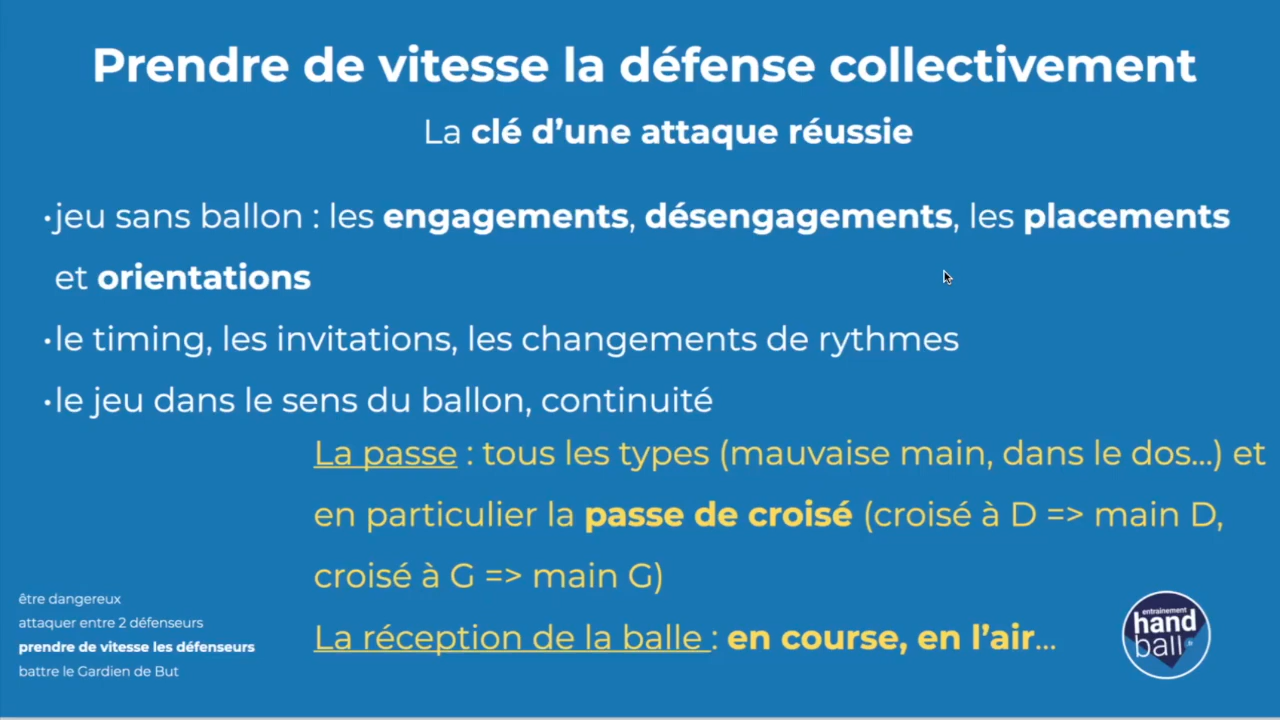 Prendre de vitesse la défense collectivement
La clé d'une attaque réussie
•jeu sans ballon : les engagements, désengagements, les placements
et orientations
•le timing, les invitations, les changements de rythmes
•le jeu dans le sens du ballon, continuité
La passe : tous les types (mauvaise main, dans le dos...) et
en particulier la passe de croisé (croisé à D => main D,
croisé à G => main G)
La réception de la balle : en course, en l'air...
être dangereux
attaquer entre 2 défenseurs
prendre de vitesse les défenseurs
battre le Gardien de But
entrainement
hand
ball